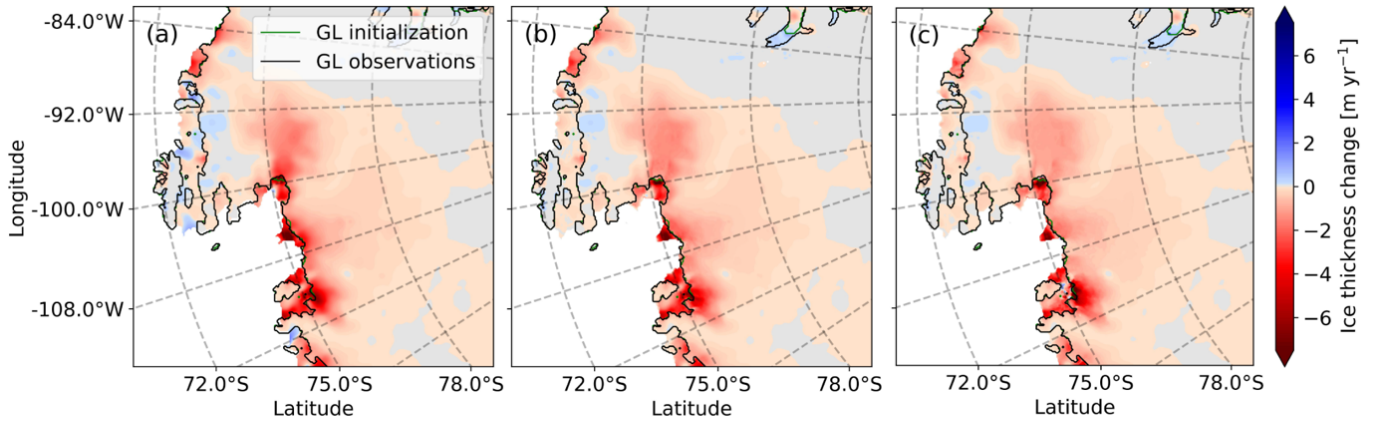 (a)
GL initialization
GL observations
(b)
(c)
-84.0°W
-92.0°W
-100.0°W
-108.0°W
Longitude
72.0°S 75.0°S 78.0°S
72.0°S 75.0°S 78.0°S
72.0°S 75.0°S 78.0°S
Latitude
Latitude
Latitude
6
4
2
0
−2
−4
−6
Ice thickness change [m yr⁻¹]